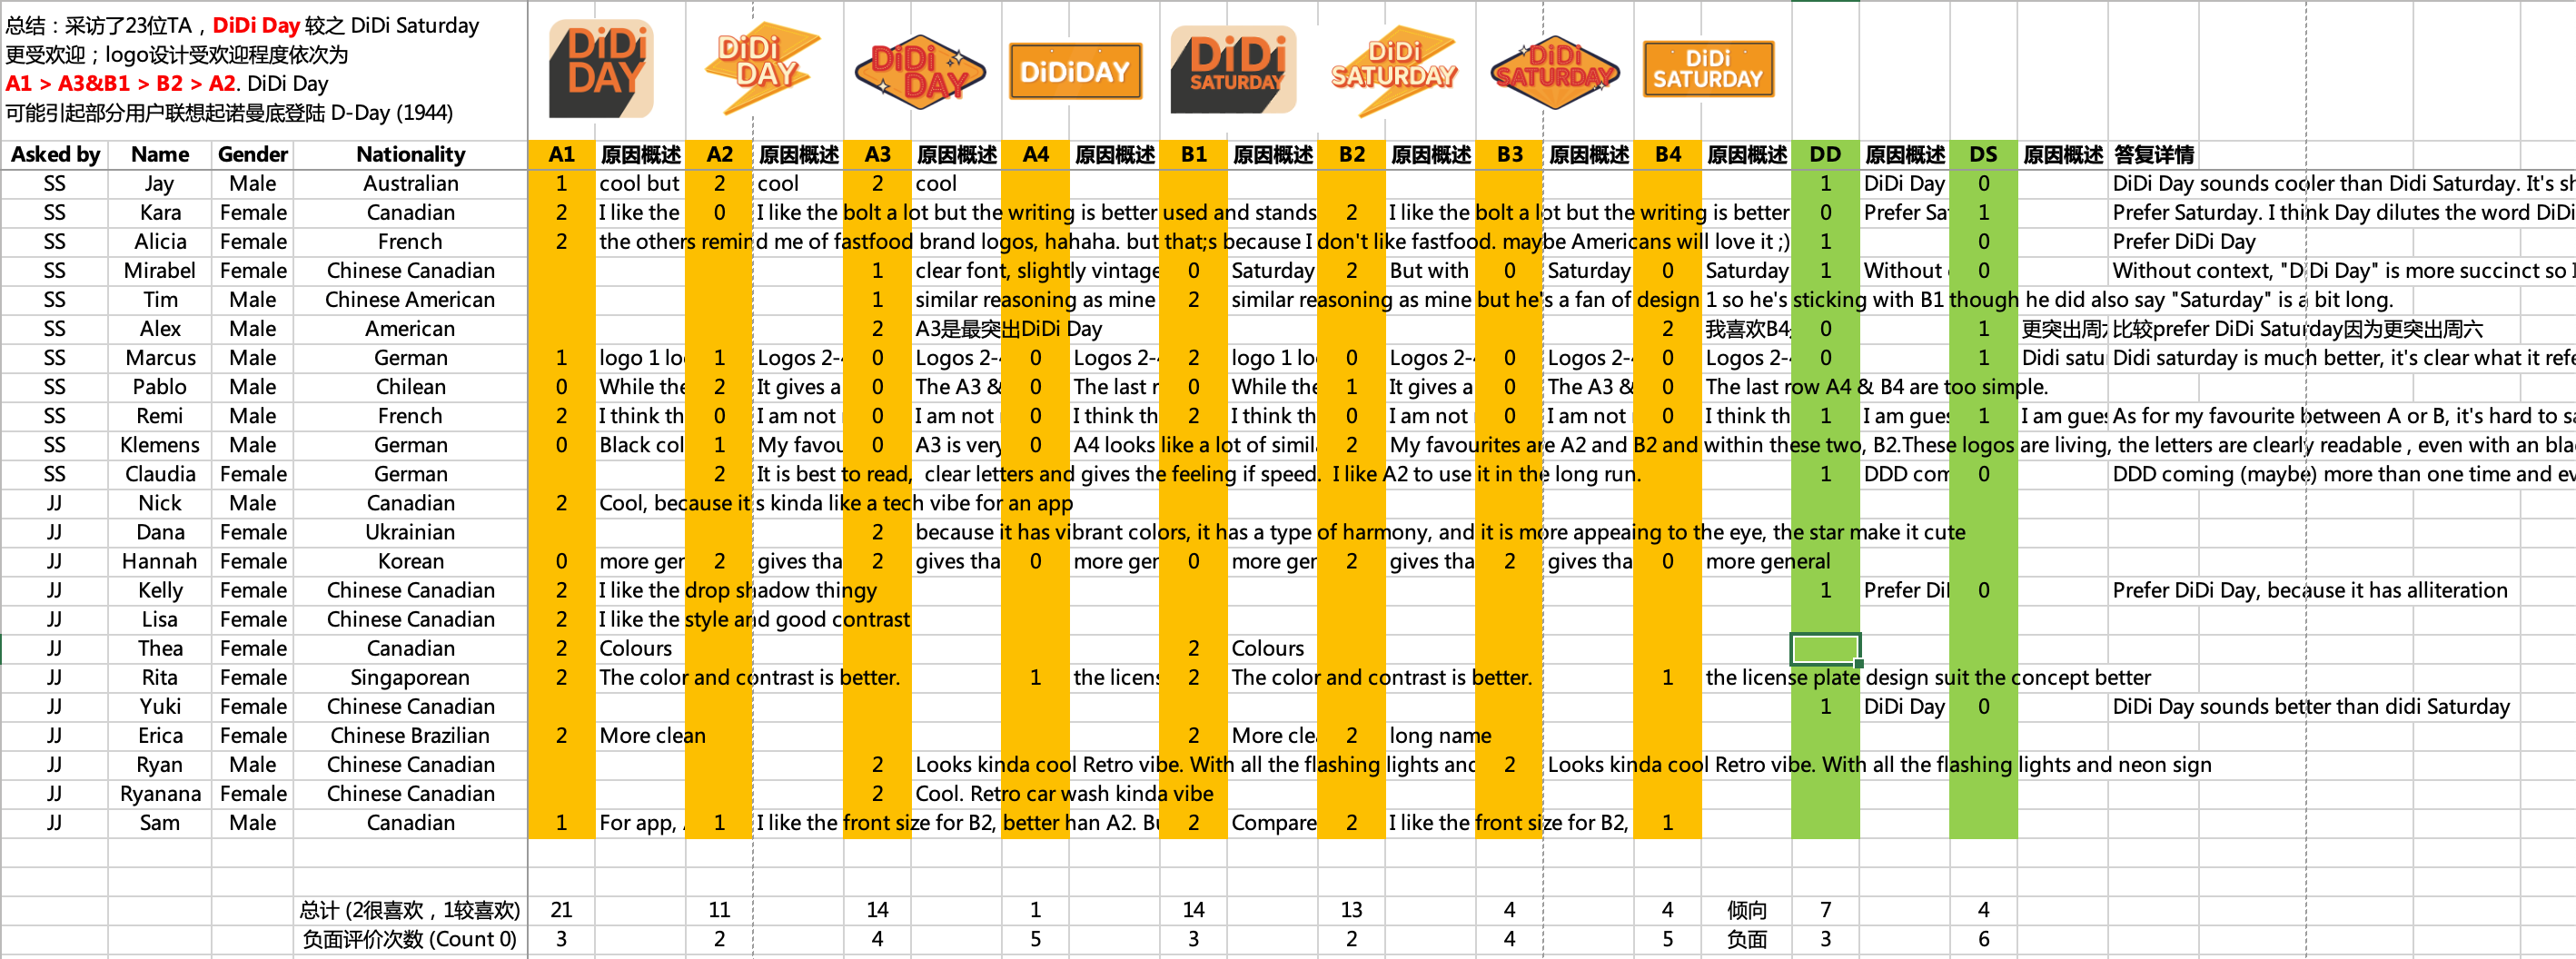 总结：采访了23位TA，DiDi Day 较之 DiDi Saturday
更受欢迎；logo设计受欢迎程度依次为
A1 > A3&B1 > B2 > A2. DiDi Day
可能引起部分用户联想起诺曼底登陆 D-Day (1944)
DiDi DAY DiDi DAY DiDi DAY DiDiDAY DiDi SATURDAY DiDi SATURDAY DiDi SATURDAY DiDi SATURDAY
Asked by Name Gender Nationality A1 原因概述 A2 原因概述 A3 原因概述 A4 原因概述 B1 原因概述 B2 原因概述 B3 原因概述 B4 原因概述 DD 原因概述 DS 原因概述 答复详情
SS Jay Male Australian 1 cool but 2 cool 2 cool 1 DiDi Day 0 DiDi Day sounds cooler than Didi Saturday. It's sh
SS Kara Female Canadian 2 I like the 0 I like the bolt a lot but the writing is better used and stands 2 I like the bolt a lot but the writing is better 0 Prefer Sa 1 Prefer Saturday. I think Day dilutes the word DiDi
SS Alicia Female French 2 the others remind me of fastfood brand logos, hahaha. but that;s because I don't like fastfood. maybe Americans will love it ;) 1 0 Prefer DiDi Day
SS Mirabel Female Chinese Canadian 1 clear font, slightly vintage 0 Saturday 2 But with 0 Saturday 0 Saturday 1 Without 0 Without context, "DiDi Day" is more succinct so I
SS Tim Male Chinese American 1 similar reasoning as mine 2 similar reasoning as mine but he's a fan of design 1 so he's sticking with B1 though he did also say "Saturday" is a bit long.
SS Alex Male American 2 A3是最突出DiDi Day 2 我喜欢B4 0 1 更突出周六 比较prefer DiDi Saturday因为更突出周六
SS Marcus Male German 1 logo 1 lo 1 Logos 2- 0 Logos 2- 0 Logos 2- 2 logo 1 lo 0 Logos 2- 0 Logos 2- 0 Logos 2- 0 1 Didi satu Didi saturday is much better, it's clear what it refe
SS Pablo Male Chilean 0 While the 2 It gives a 0 The A3 & 0 The last r 0 While the 1 It gives a 0 The A3 & 0 The last row A4 & B4 are too simple.
SS Remi Male French 2 I think th 0 I am not 0 I am not 0 I think th 2 I think th 0 I am not 0 I am not 0 I think th 1 I am gues 1 I am gues As for my favourite between A or B, it's hard to sa
SS Klemens Male German 0 Black col 1 My favou 0 A3 is very 0 A4 looks like a lot of simil 2 My favourites are A2 and B2 and within these two, B2.These logos are living, the letters are clearly readable , even with an bla
SS Claudia Female German 2 It is best to read, clear letters and gives the feeling if speed. I like A2 to use it in the long run. 1 DDD com 0 DDD coming (maybe) more than one time and ev
JJ Nick Male Canadian 2 Cool, because it's kinda like a tech vibe for an app
JJ Dana Female Ukrainian 2 because it has vibrant colors, it has a type of harmony, and it is more appeaing to the eye, the star make it cute
JJ Hannah Female Korean 0 more gen 2 gives tha 2 gives tha 0 more ger 0 more ger 2 gives tha 2 gives tha 0 more general
JJ Kelly Female Chinese Canadian 2 I like the drop shadow thingy 1 Prefer Di 0 Prefer DiDi Day, because it has alliteration
JJ Lisa Female Chinese Canadian 2 I like the style and good contrast
JJ Thea Female Canadian 2 Colours 2 Colours
JJ Rita Female Singaporean 2 The color and contrast is better. 1 the licens 2 The color and contrast is better. 1 the license plate design suit the concept better
JJ Yuki Female Chinese Canadian 1 DiDi Day 0 DiDi Day sounds better than didi Saturday
JJ Erica Female Chinese Brazilian 2 More clean 2 More clea 2 long name
JJ Ryan Male Chinese Canadian 2 Looks kinda cool Retro vibe. With all the flashing lights and 2 Looks kinda cool Retro vibe. With all the flashing lights and neon sign
JJ Ryanana Female Chinese Canadian 2 Cool. Retro car wash kinda vibe
JJ Sam Male Canadian 1 For app, 1 I like the front size for B2, better than A2. Bu 2 Compare 2 I like the front size for B2, 1
总计 (2很喜欢，1较喜欢) 21 11 14 1 14 13 4 4 倾向 7 4
负面评价次数 (Count 0) 3 2 4 5 3 2 4 5 负面 3 6